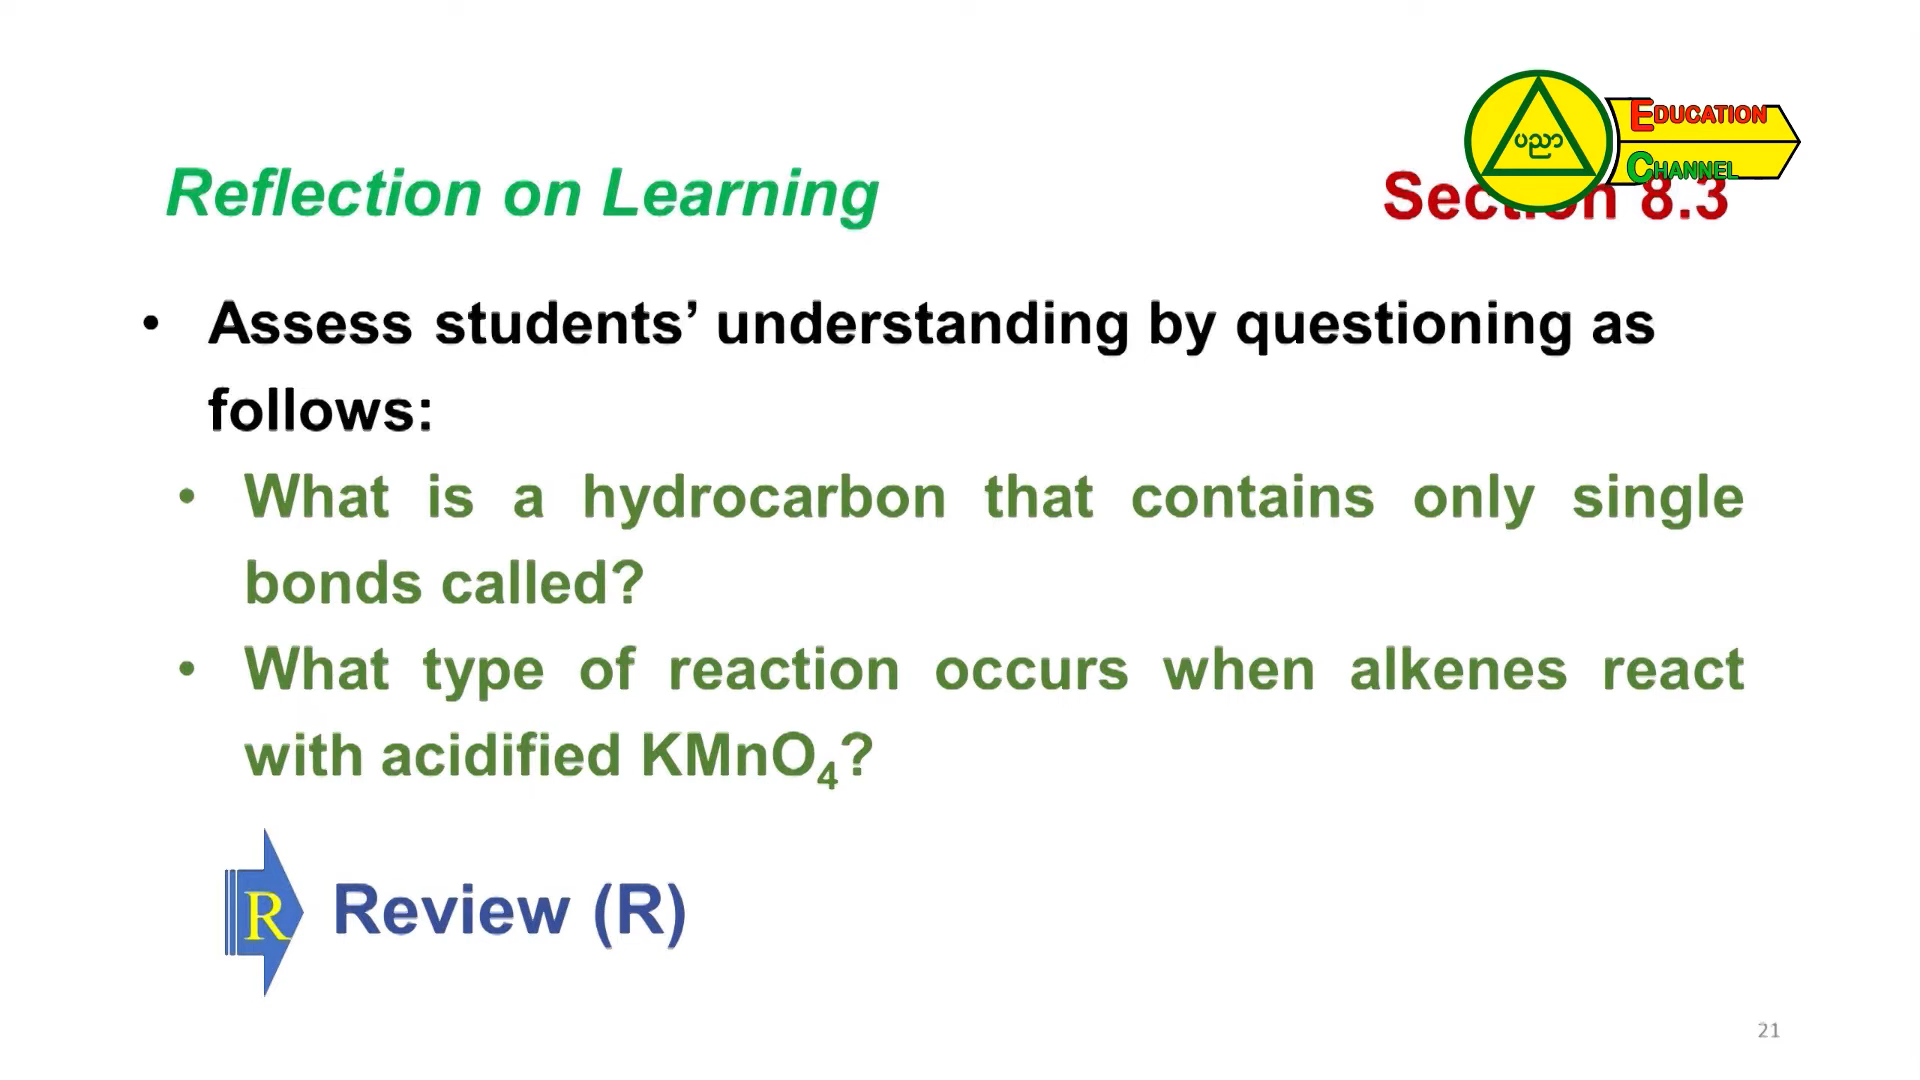 ပညာ
EDUCATION
CHANNEL
Reflection on Learning
Section 8.3
• Assess students’ understanding by questioning as
follows:
• What is a hydrocarbon that contains only single
bonds called?
• What type of reaction occurs when alkenes react
with acidified KMnO₄?
R
Review (R)
21